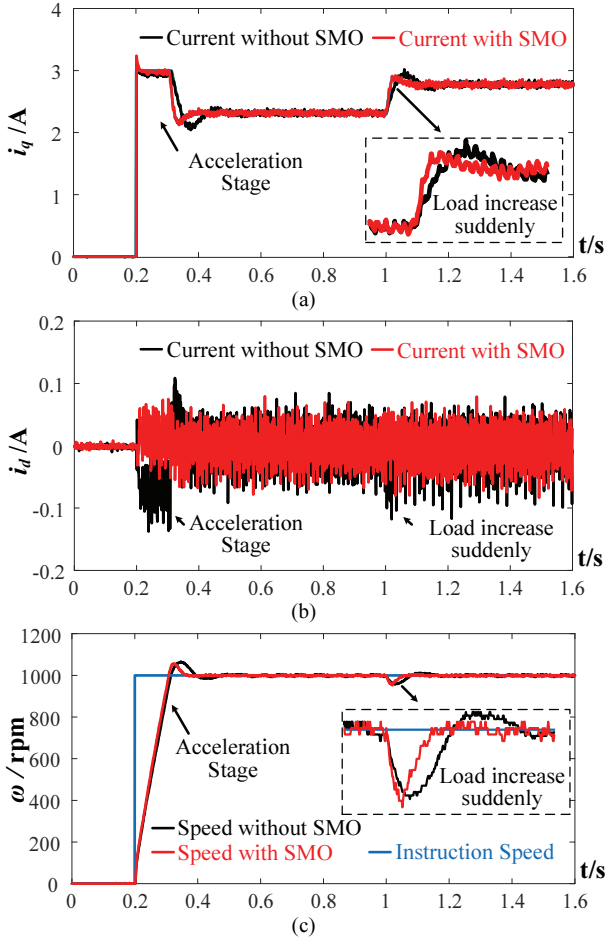 Current without SMO
Current with SMO
4
3
2
1
0
i_q /A
Acceleration
Stage
Load increase
suddenly
t/s
0 0.2 0.4 0.6 0.8 1 1.2 1.4 1.6
(a)
0.2
0.1
0
-0.1
-0.2
i_d /A
Current without SMO
Current with SMO
Acceleration
Stage
Load increase
suddenly
t/s
0 0.2 0.4 0.6 0.8 1 1.2 1.4 1.6
(b)
1200
1000
800
600
400
200
0
ω / rpm
Acceleration
Stage
Load increase
suddenly
Speed without SMO
Speed with SMO
Instruction Speed
t/s
0 0.2 0.4 0.6 0.8 1 1.2 1.4 1.6
(c)